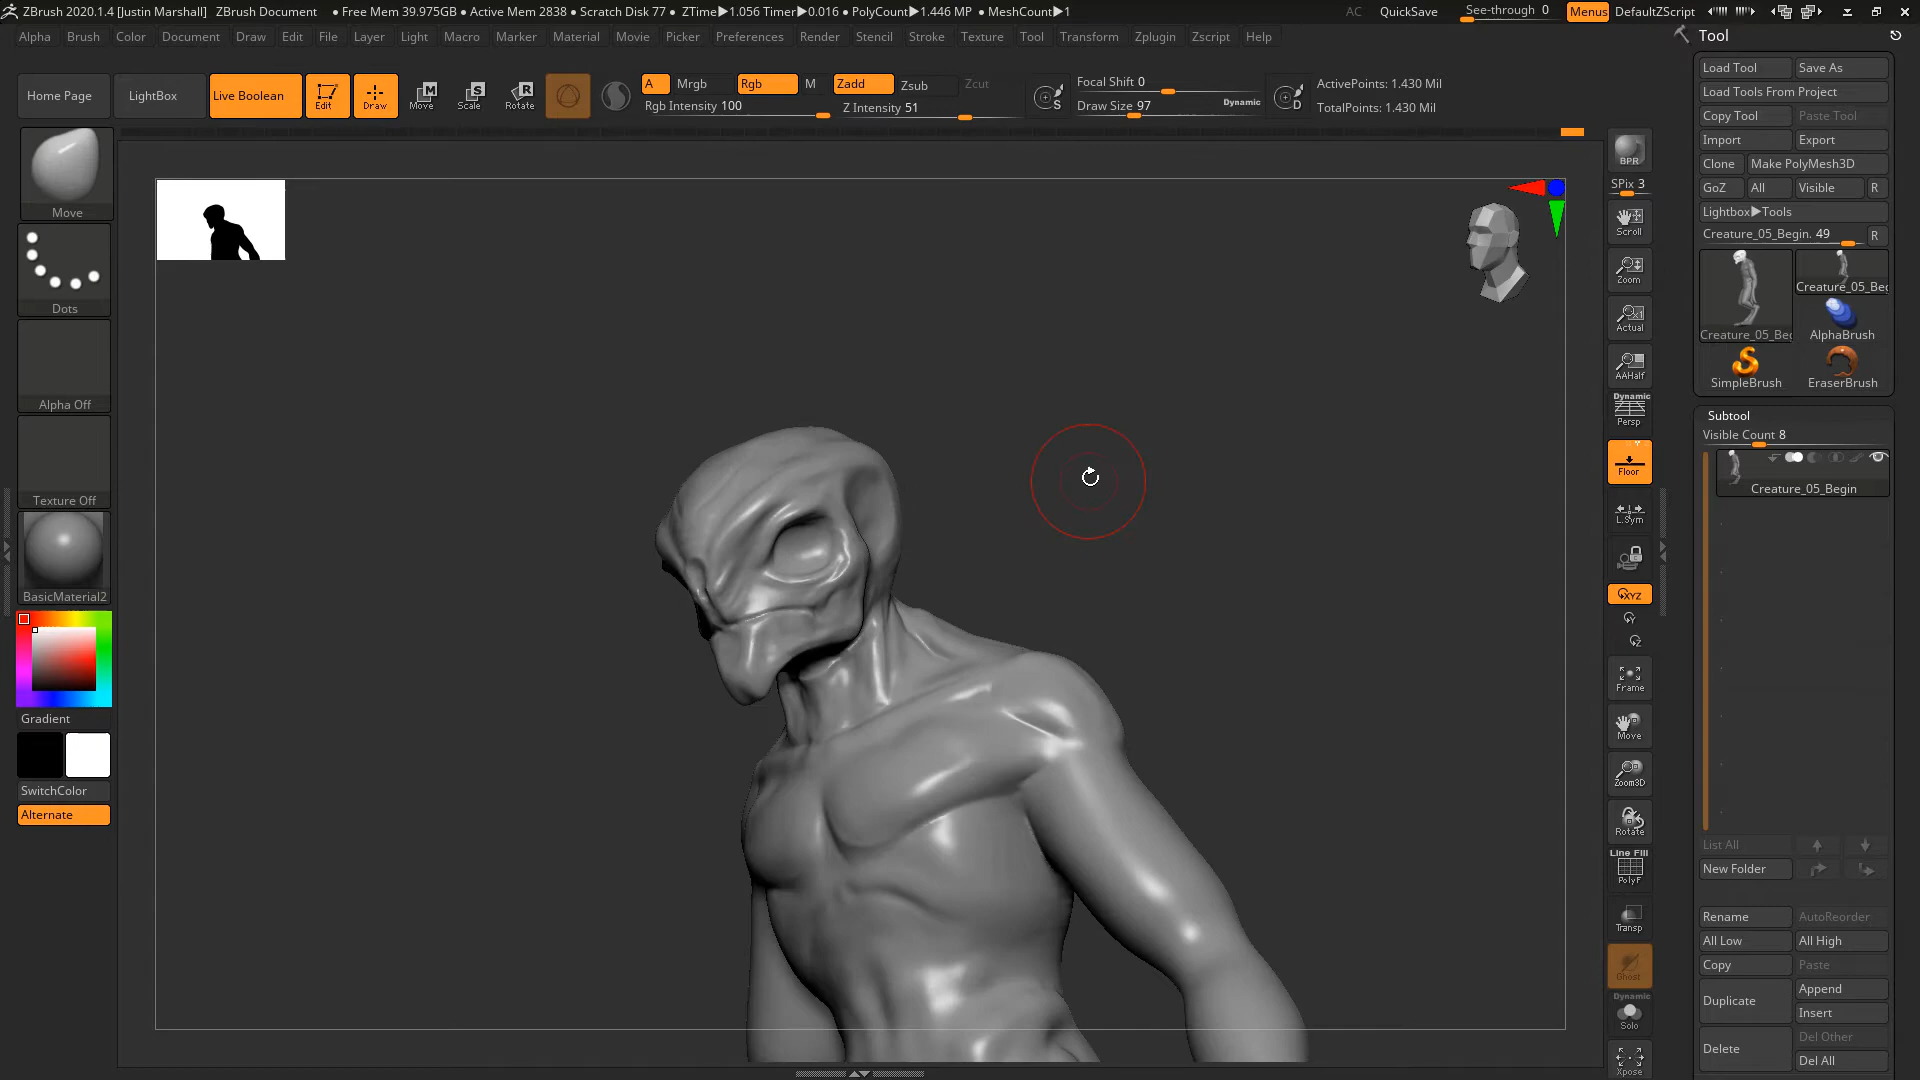 ZBrush 2020.1.4 [Justin Marshall] ZBrush Document ● Free Mem 39.975GB ● Active Mem 2838 ● Scratch Disk 77 ● ZTime▶1.056 Timer▶0.016 ● PolyCount▶1.446 MP ● MeshCount▶1 AC QuickSave See-through 0 Menus DefaultZScript
Alpha Brush Color Document Draw Edit File Layer Light Macro Marker Material Movie Picker Preferences Render Stencil Stroke Texture Tool Transform Zplugin Zscript Help
Home Page
LightBox
Live Boolean
Edit
Draw
Move
Scale
Rotate
A Mrgb Rgb M Zadd Zsub Zcut
Rgb Intensity 100
Z Intensity 51
S
Focal Shift 0
Draw Size 97
Dynamic
D
ActivePoints: 1.430 Mil
TotalPoints: 1.430 Mil
Move
Dots
Alpha Off
Texture Off
BasicMaterial2
Gradient
SwitchColor
Alternate
BPR
SPix 3
Scroll
Zoom
Actual
AAHalf
Dynamic
Persp
Floor
L.Sym
XYZ
Y
Z
Frame
Move
Zoom3D
Rotate
Line Fill
PolyF
Transp
Ghost
Dynamic
Solo
Xpose
Tool
Load Tool Save As
Load Tools From Project
Copy Tool Paste Tool
Import Export
Clone Make PolyMesh3D
GoZ All Visible R
Lightbox▶Tools
Creature_05_Begin. 49 R
Creature_05_Bec
Creature_05_Bec
AlphaBrush
SimpleBrush
EraserBrush
Subtool
Visible Count 8
Creature_05_Begin
List All
New Folder
Rename AutoReorder
All Low All High
Copy Paste
Duplicate Append
Insert
Delete Del Other
Del All